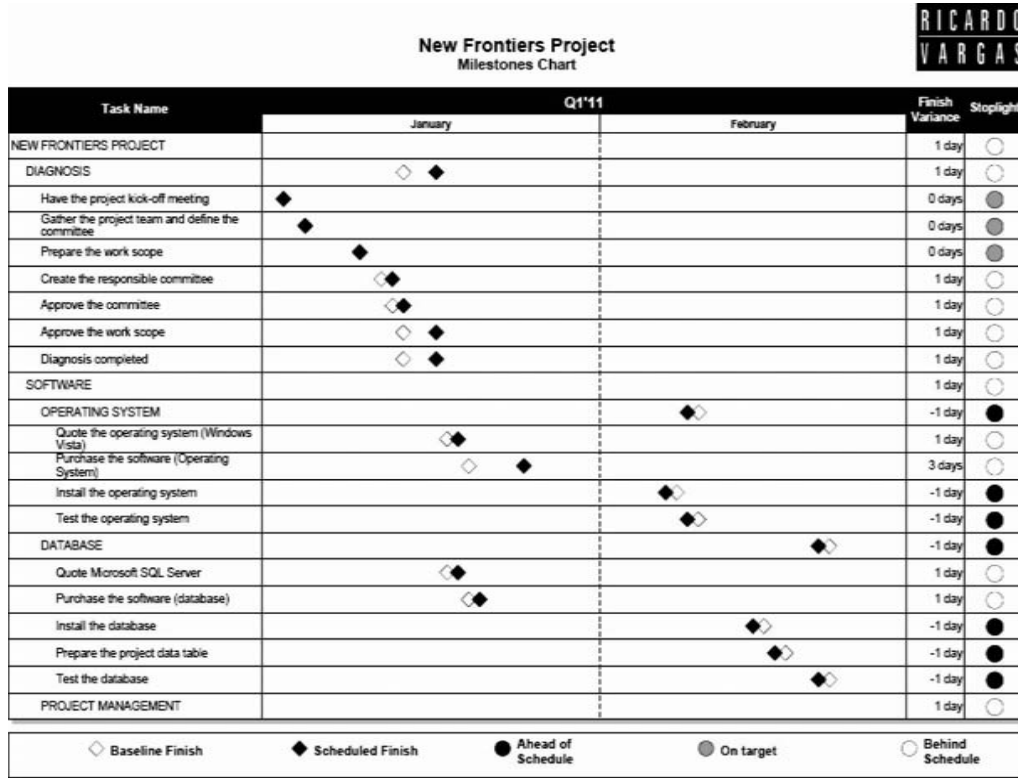 RICARDO
VARGAS
New Frontiers Project
Milestones Chart
Task Name
Q1'11
Finish Variance
Stoplight
January
February
NEW FRONTIERS PROJECT 1 day
DIAGNOSIS 1 day
Have the project kick-off meeting 0 days
Gather the project team and define the
committee 0 days
Prepare the work scope 0 days
Create the responsible committee 1 day
Approve the committee 1 day
Approve the work scope 1 day
Diagnosis completed 1 day
SOFTWARE 1 day
OPERATING SYSTEM -1 day
Quote the operating system (Windows
Vista) 1 day
Purchase the software (Operating
System) 3 days
Install the operating system -1 day
Test the operating system -1 day
DATABASE -1 day
Quote Microsoft SQL Server 1 day
Purchase the software (database) 1 day
Install the database -1 day
Prepare the project data table -1 day
Test the database -1 day
PROJECT MANAGEMENT 1 day
Baseline Finish
Scheduled Finish
Ahead of
Schedule
On target
Behind
Schedule